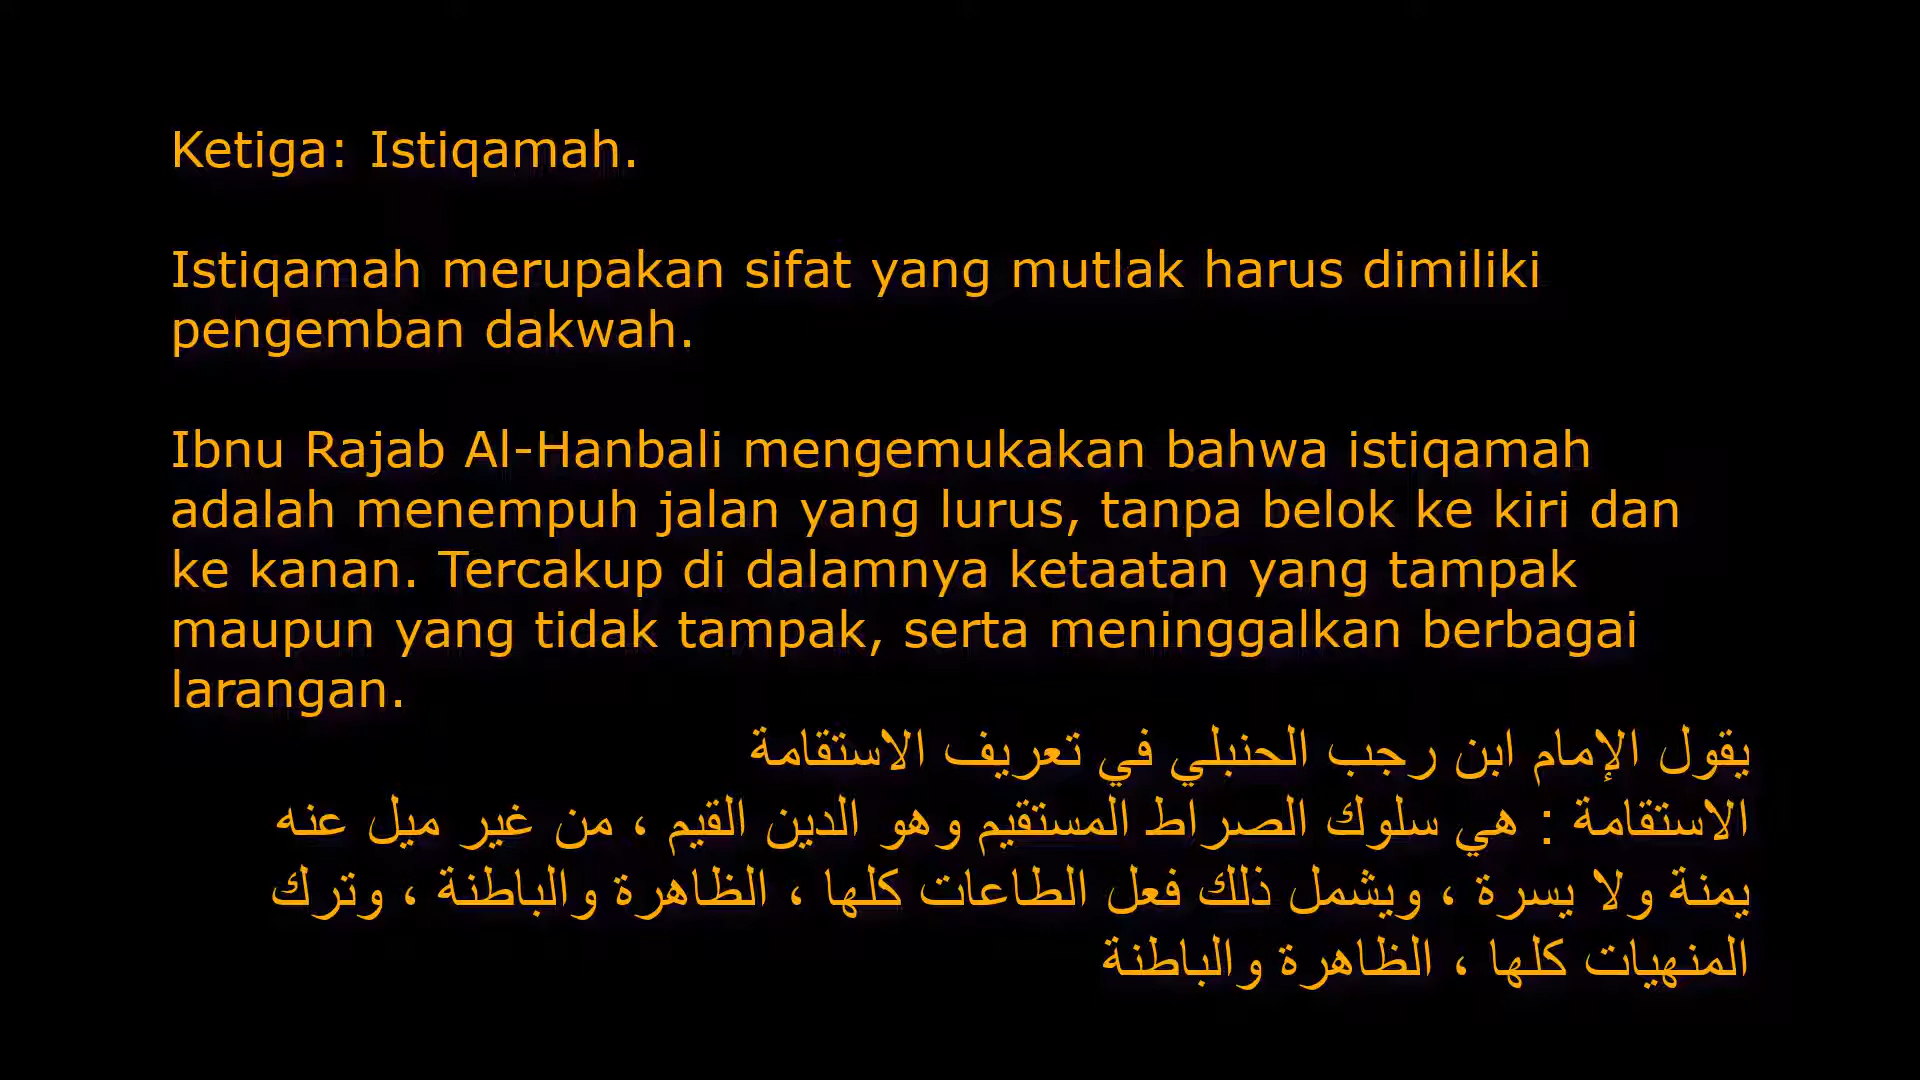 Ketiga: Istiqamah.
Istiqamah merupakan sifat yang mutlak harus dimiliki
pengemban dakwah.
Ibnu Rajab Al-Hanbali mengemukakan bahwa istiqamah
adalah menempuh jalan yang lurus, tanpa belok ke kiri dan
ke kanan. Tercakup di dalamnya ketaatan yang tampak
maupun yang tidak tampak, serta meninggalkan berbagai
larangan.
يقول الإمام ابن رجب الحنبلي في تعريف الاستقامة
الاستقامة : هي سلوك الصراط المستقيم وهو الدين القيم ، من غير ميل عنه
يمنة ولا يسرة ، ويشمل ذلك فعل الطاعات كلها ، الظاهرة والباطنة ، وترك
المنهيات كلها ، الظاهرة والباطنة